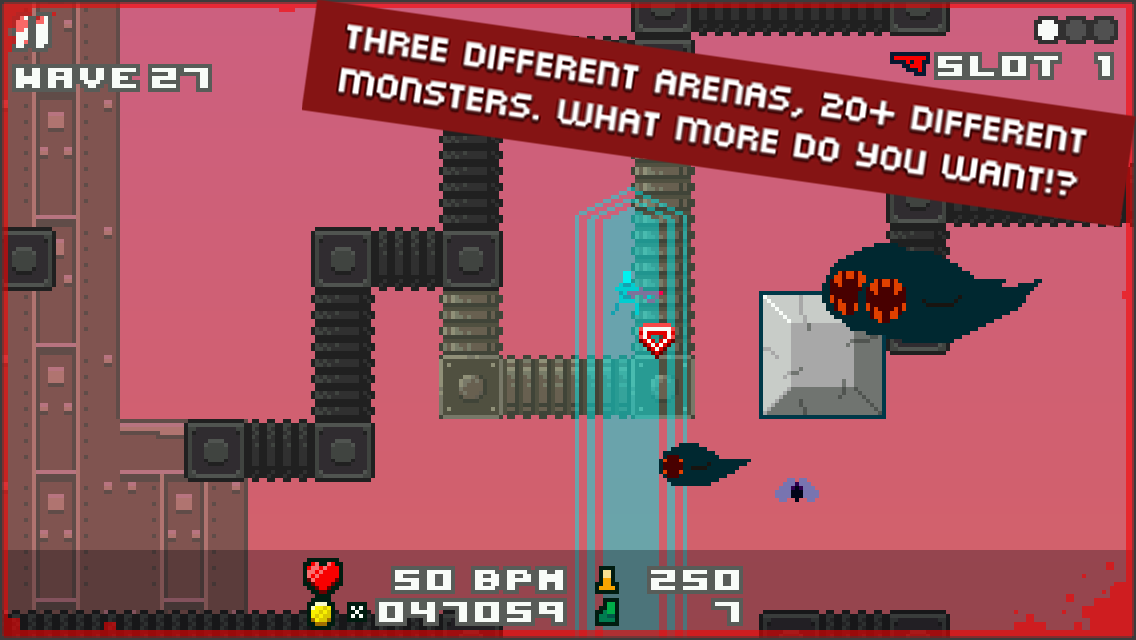 THREE DIFFERENT ARENAS, 20+ DIFFERENT
MONSTERS. WHAT MORE DO YOU WANT!?
WAVE 27
SLOT 1
50 BPM
250
x 047059
7